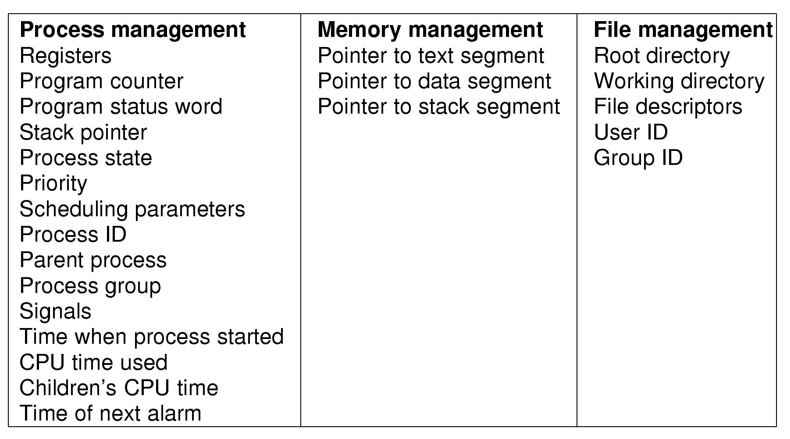 Process management
Registers
Program counter
Program status word
Stack pointer
Process state
Priority
Scheduling parameters
Process ID
Parent process
Process group
Signals
Time when process started
CPU time used
Children's CPU time
Time of next alarm
Memory management
Pointer to text segment
Pointer to data segment
Pointer to stack segment
File management
Root directory
Working directory
File descriptors
User ID
Group ID